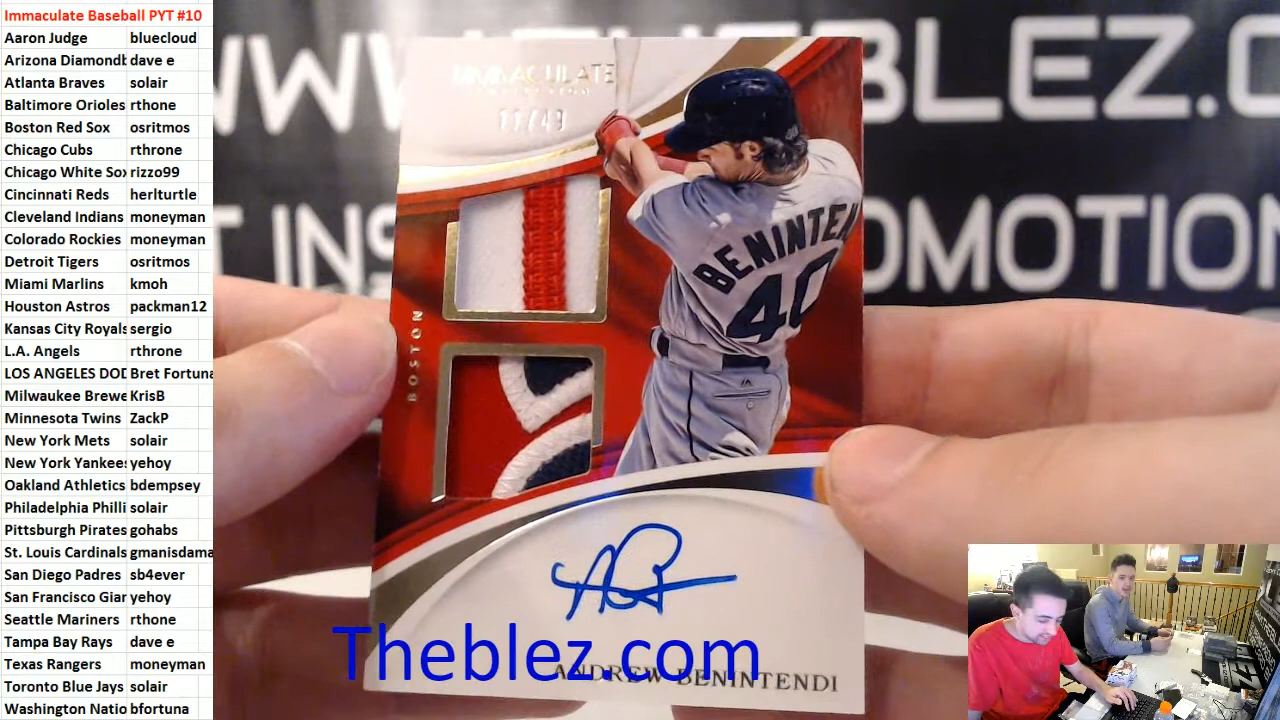 Immaculate Baseball PYT #10
Aaron Judge bluecloud
Arizona Diamondb dave e
Atlanta Braves solair
Baltimore Orioles rthone
Boston Red Sox osritmos
Chicago Cubs rthrone
Chicago White Sox rizzo99
Cincinnati Reds herlturtle
Cleveland Indians moneyman
Colorado Rockies moneyman
Detroit Tigers osritmos
Miami Marlins kmoh
Houston Astros packman12
Kansas City Royals sergio
L.A. Angels rthrone
LOS ANGELES DOD Bret Fortuna
Milwaukee Brewe KrisB
Minnesota Twins ZackP
New York Mets solair
New York Yankees yehoy
Oakland Athletics bdempsey
Philadelphia Philli solair
Pittsburgh Pirates gohabs
St. Louis Cardinals gmanisdama
San Diego Padres sb4ever
San Francisco Gian yehoy
Seattle Mariners rthone
Tampa Bay Rays dave e
Texas Rangers moneyman
Toronto Blue Jays solair
Washington Natio bfortuna
IMMACULATE
COLLECTION
BENINTEN
40
BOSTON
Theblez.com
ANDREW BENINTENDI
WWW
BLEZ.C
T INS
OMOTION